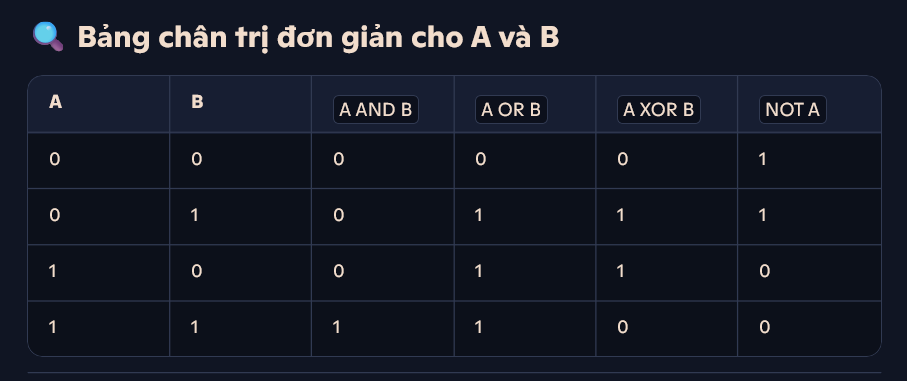 Bảng chân trị đơn giản cho A và B
A B A AND B A OR B A XOR B NOT A
0 0 0 0 0 1
0 1 0 1 1 1
1 0 0 1 1 0
1 1 1 1 0 0